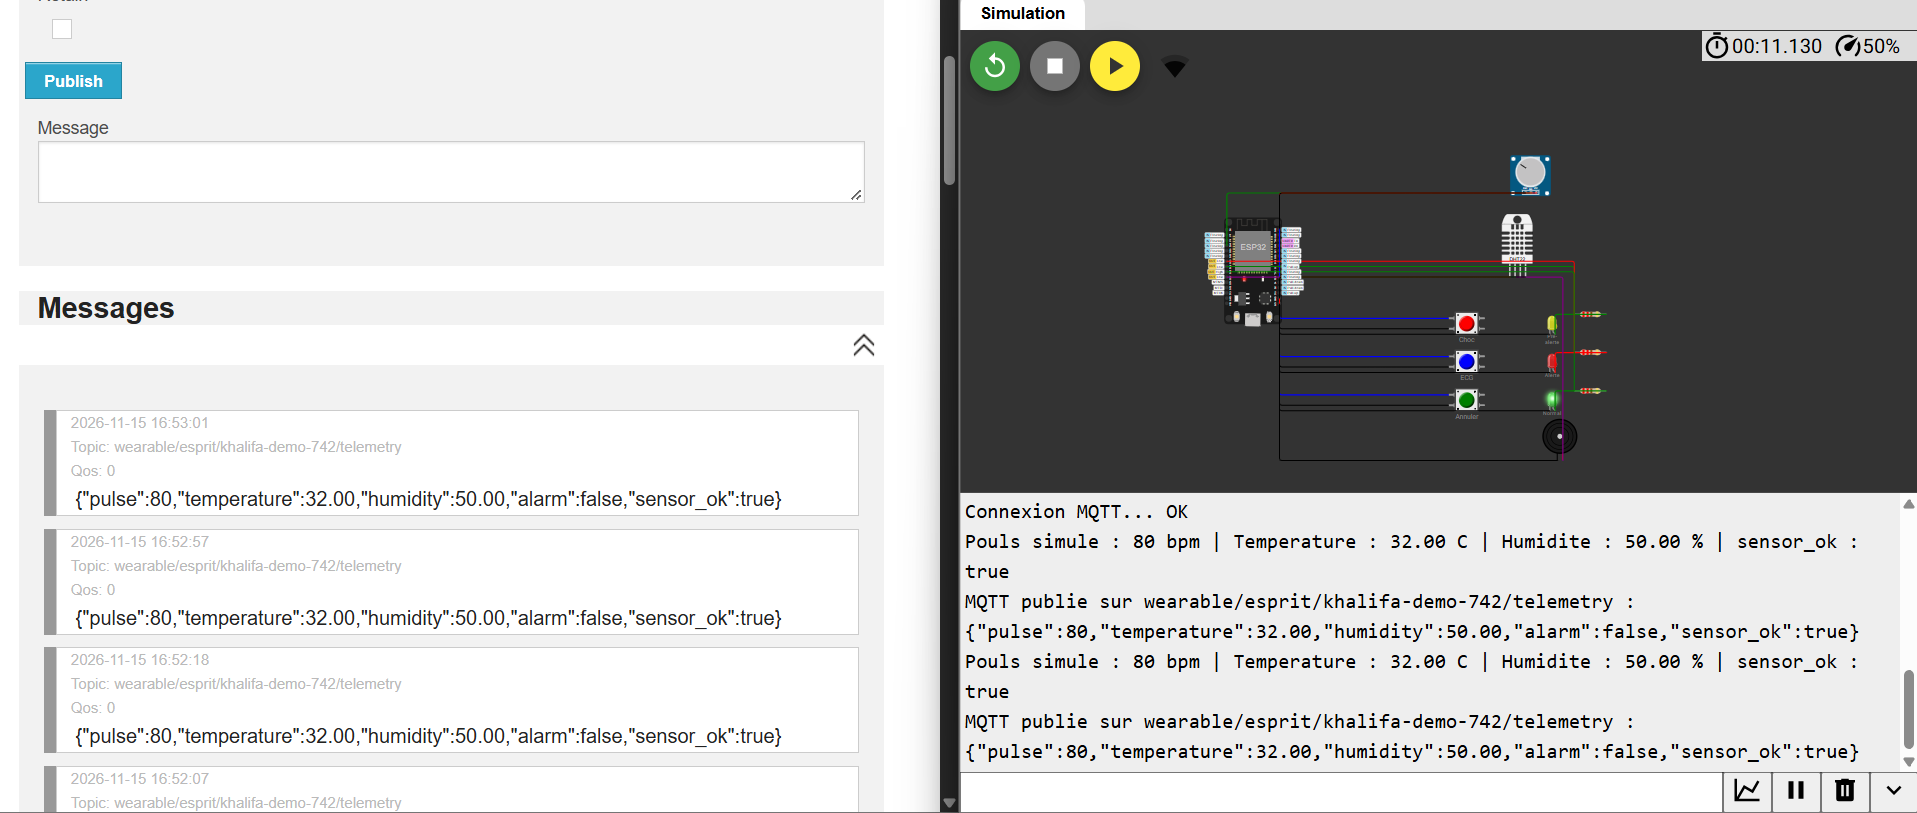 Publish
Message
Messages
2026-11-15 16:53:01
Topic: wearable/esprit/khalifa-demo-742/telemetry
Qos: 0
{"pulse":80,"temperature":32.00,"humidity":50.00,"alarm":false,"sensor_ok":true}
2026-11-15 16:52:57
Topic: wearable/esprit/khalifa-demo-742/telemetry
Qos: 0
{"pulse":80,"temperature":32.00,"humidity":50.00,"alarm":false,"sensor_ok":true}
2026-11-15 16:52:18
Topic: wearable/esprit/khalifa-demo-742/telemetry
Qos: 0
{"pulse":80,"temperature":32.00,"humidity":50.00,"alarm":false,"sensor_ok":true}
2026-11-15 16:52:07
Topic: wearable/esprit/khalifa-demo-742/telemetry
Simulation
00:11.130 50%
ESP32
DHT22
Choc
ECG
Annuler
Connexion MQTT... OK
Pouls simule : 80 bpm | Temperature : 32.00 C | Humidite : 50.00 % | sensor_ok :
true
MQTT publie sur wearable/esprit/khalifa-demo-742/telemetry :
{"pulse":80,"temperature":32.00,"humidity":50.00,"alarm":false,"sensor_ok":true}
Pouls simule : 80 bpm | Temperature : 32.00 C | Humidite : 50.00 % | sensor_ok :
true
MQTT publie sur wearable/esprit/khalifa-demo-742/telemetry :
{"pulse":80,"temperature":32.00,"humidity":50.00,"alarm":false,"sensor_ok":true}